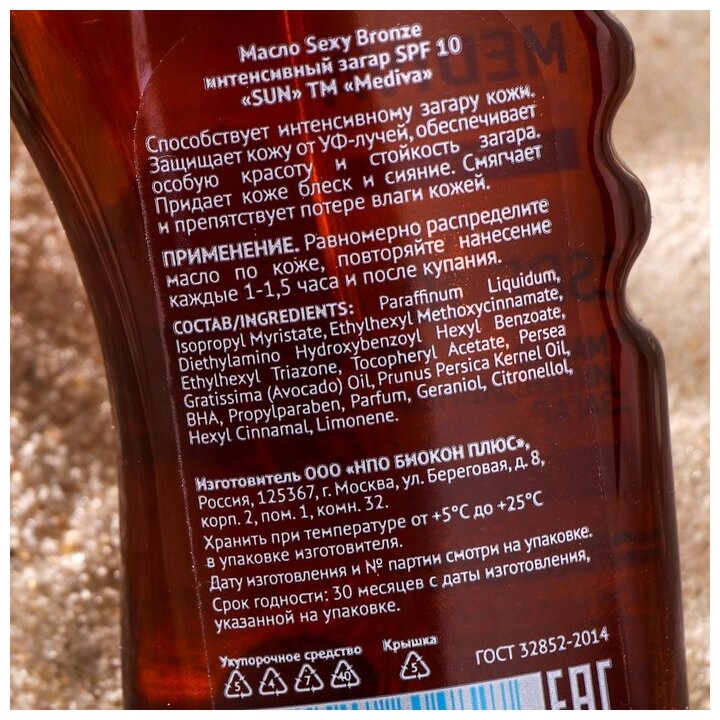 Масло Sexy Bronze
интенсивный загар SPF 10
«SUN» ТМ «Mediva»
Способствует интенсивному загару кожи.
Защищает кожу от УФ-лучей, обеспечивает
особую красоту и стойкость загара.
Придает коже блеск и сияние. Смягчает
и препятствует потере влаги кожей.
ПРИМЕНЕНИЕ. Равномерно распределите
масло по коже, повторяйте нанесение
каждые 1-1,5 часа и после купания.
СОСТАВ/INGREDIENTS: Paraffinum Liquidum,
Isopropyl Myristate, Ethylhexyl Methoxycinnamate,
Diethylamino Hydroxybenzoyl Hexyl Benzoate,
Ethylhexyl Triazone, Tocopheryl Acetate, Persea
Gratissima (Avocado) Oil, Prunus Persica Kernel Oil,
BHA, Propylparaben, Parfum, Geraniol, Citronellol,
Hexyl Cinnamal, Limonene.
Изготовитель ООО «НПО БИОКОН ПЛЮС»,
Россия, 125367, г. Москва, ул. Береговая, д. 8,
корп. 2, пом. 1, комн. 32.
Хранить при температуре от +5°С до +25°С
в упаковке изготовителя.
Дату изготовления и № партии смотри на упаковке.
Срок годности: 30 месяцев с даты изготовления,
указанной на упаковке.
Укупорочное средство Крышка
5 4 7 40 5
ГОСТ 32852-2014
EAC